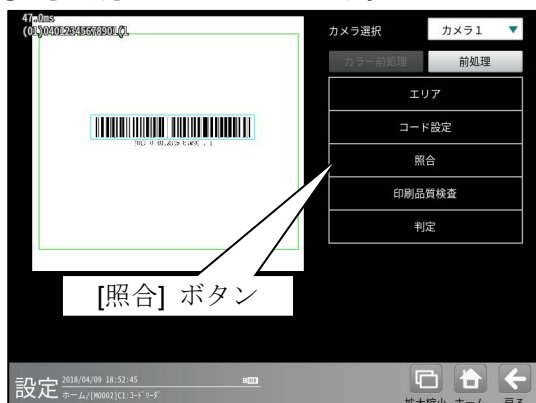 47.0ms
カメラ選択
カメラ1
カラー前処理
前処理
エリア
コード設定
照合
印刷品質検査
判定
[照合] ボタン
設定
2018/04/09 18:52:45
ホーム/[M0002]C1:コードリーダ
拡大縮小
ホーム
戻る